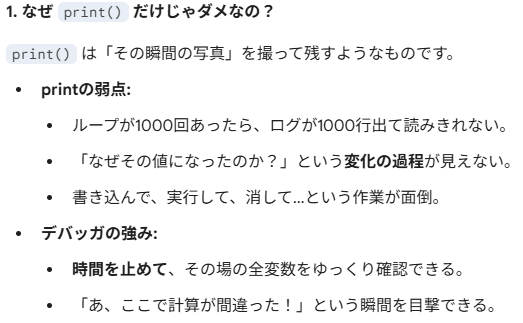 1. なぜ print() だけじゃダメなの？
print() は「その瞬間の写真」を撮って残すようなものです。
• printの弱点:
• ループが1000回あったら、ログが1000行出て読みきれない。
• 「なぜその値になったのか？」という変化の過程が見えない。
• 書き込んで、実行して、消して...という作業が面倒。
• デバッガの強み:
• 時間を止めて、その場の全変数をゆっくり確認できる。
• 「あ、ここで計算が間違った！」という瞬間を目撃できる。